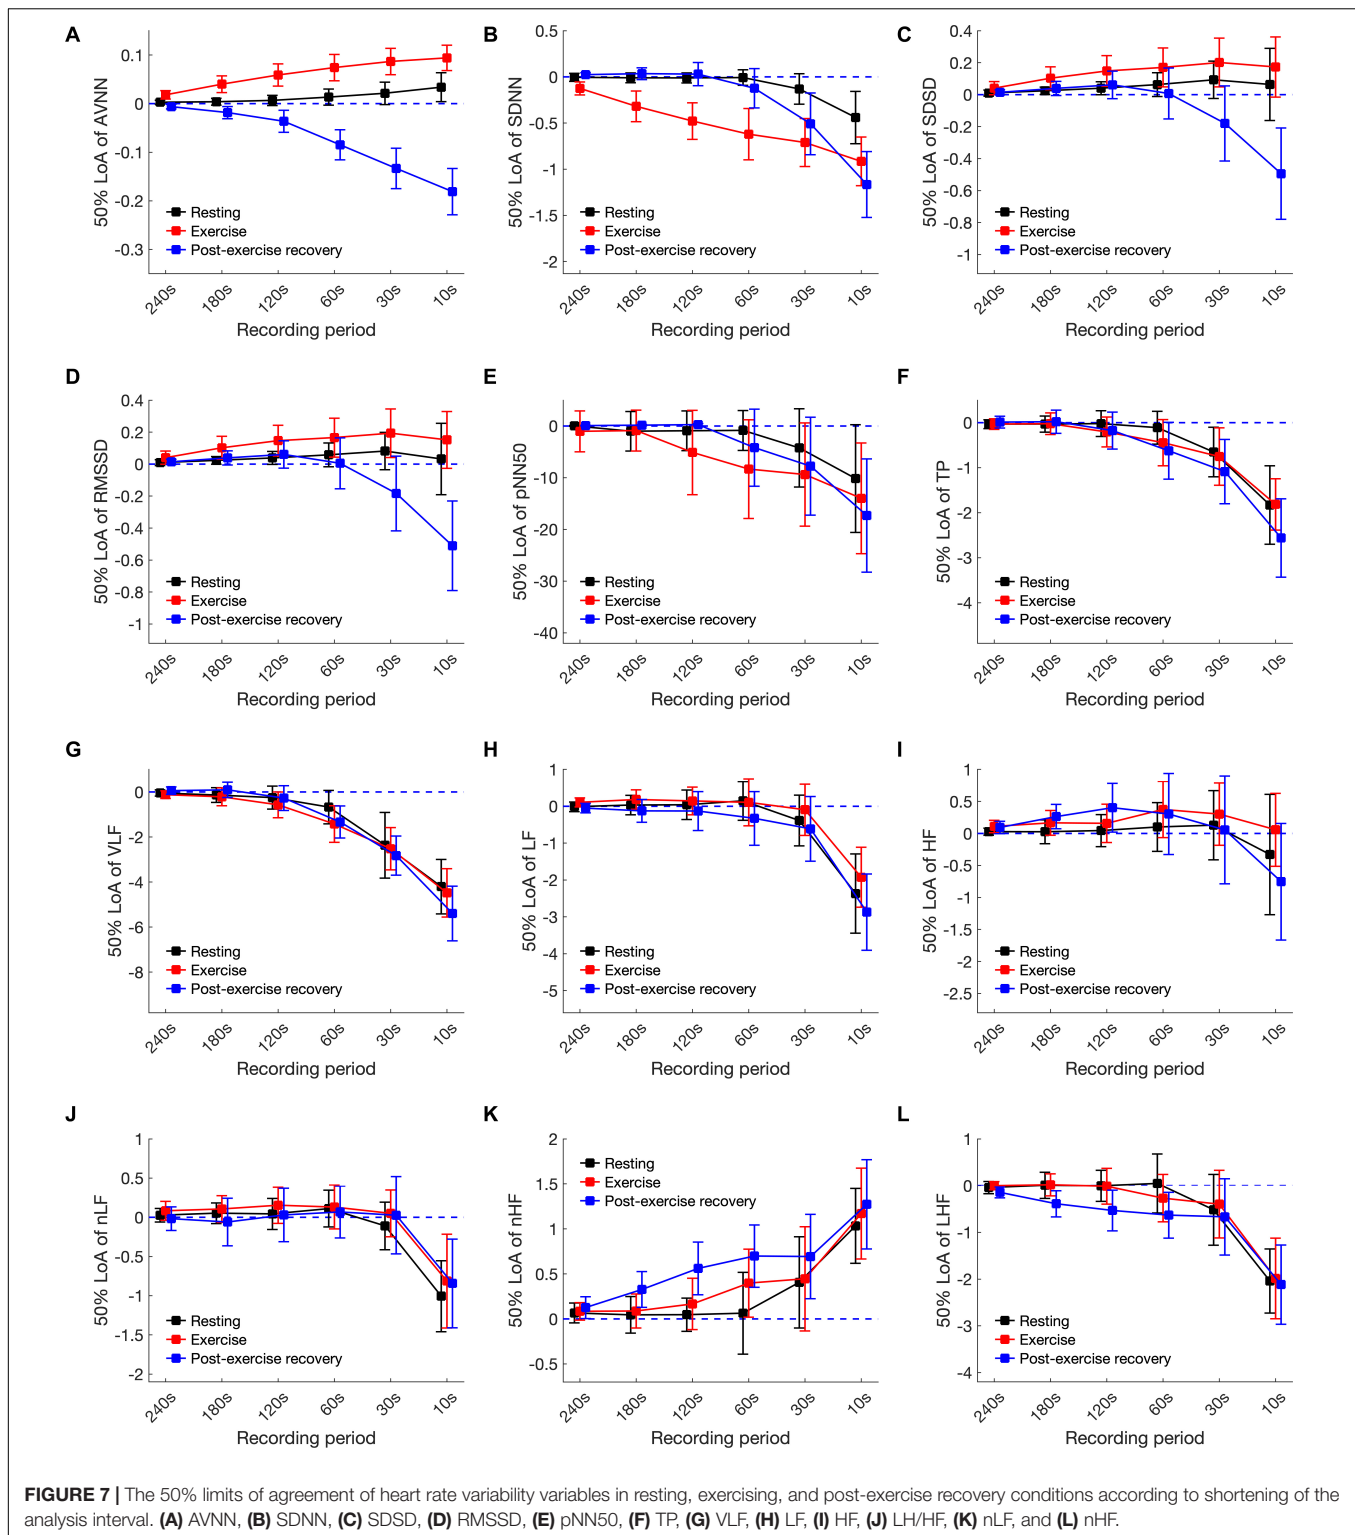 A
50% LoA of AVNN
0.1
0
-0.1
-0.2
-0.3
Resting
Exercise
Post-exercise recovery
240s 180s 120s 60s 30s 10s
Recording period
B
50% LoA of SDNN
0.5
0
-0.5
-1
-1.5
-2
Resting
Exercise
Post-exercise recovery
240s 180s 120s 60s 30s 10s
Recording period
C
50% LoA of SDSD
0.4
0.2
0
-0.2
-0.4
-0.6
-0.8
-1
Resting
Exercise
Post-exercise recovery
240s 180s 120s 60s 30s 10s
Recording period
D
50% LoA of RMSSD
0.4
0.2
0
-0.2
-0.4
-0.6
-0.8
-1
Resting
Exercise
Post-exercise recovery
240s 180s 120s 60s 30s 10s
Recording period
E
50% LoA of pNN50
0
-10
-20
-30
-40
Resting
Exercise
Post-exercise recovery
240s 180s 120s 60s 30s 10s
Recording period
F
50% LoA of TP
0
-1
-2
-3
-4
Resting
Exercise
Post-exercise recovery
240s 180s 120s 60s 30s 10s
Recording period
G
50% LoA of VLF
0
-2
-4
-6
-8
Resting
Exercise
Post-exercise recovery
240s 180s 120s 60s 30s 10s
Recording period
H
50% LoA of LF
1
0
-1
-2
-3
-4
-5
Resting
Exercise
Post-exercise recovery
240s 180s 120s 60s 30s 10s
Recording period
I
50% LoA of HF
1
0.5
0
-0.5
-1
-1.5
-2
-2.5
Resting
Exercise
Post-exercise recovery
240s 180s 120s 60s 30s 10s
Recording period
J
50% LoA of nLF
1
0.5
0
-0.5
-1
-1.5
-2
Resting
Exercise
Post-exercise recovery
240s 180s 120s 60s 30s 10s
Recording period
K
50% LoA of nHF
2
1.5
1
0.5
0
-0.5
Resting
Exercise
Post-exercise recovery
240s 180s 120s 60s 30s 10s
Recording period
L
50% LoA of LHF
1
0
-1
-2
-3
-4
Resting
Exercise
Post-exercise recovery
240s 180s 120s 60s 30s 10s
Recording period
FIGURE 7 | The 50% limits of agreement of heart rate variability variables in resting, exercising, and post-exercise recovery conditions according to shortening of the
analysis interval. (A) AVNN, (B) SDNN, (C) SDSD, (D) RMSSD, (E) pNN50, (F) TP, (G) VLF, (H) LF, (I) HF, (J) LH/HF, (K) nLF, and (L) nHF.